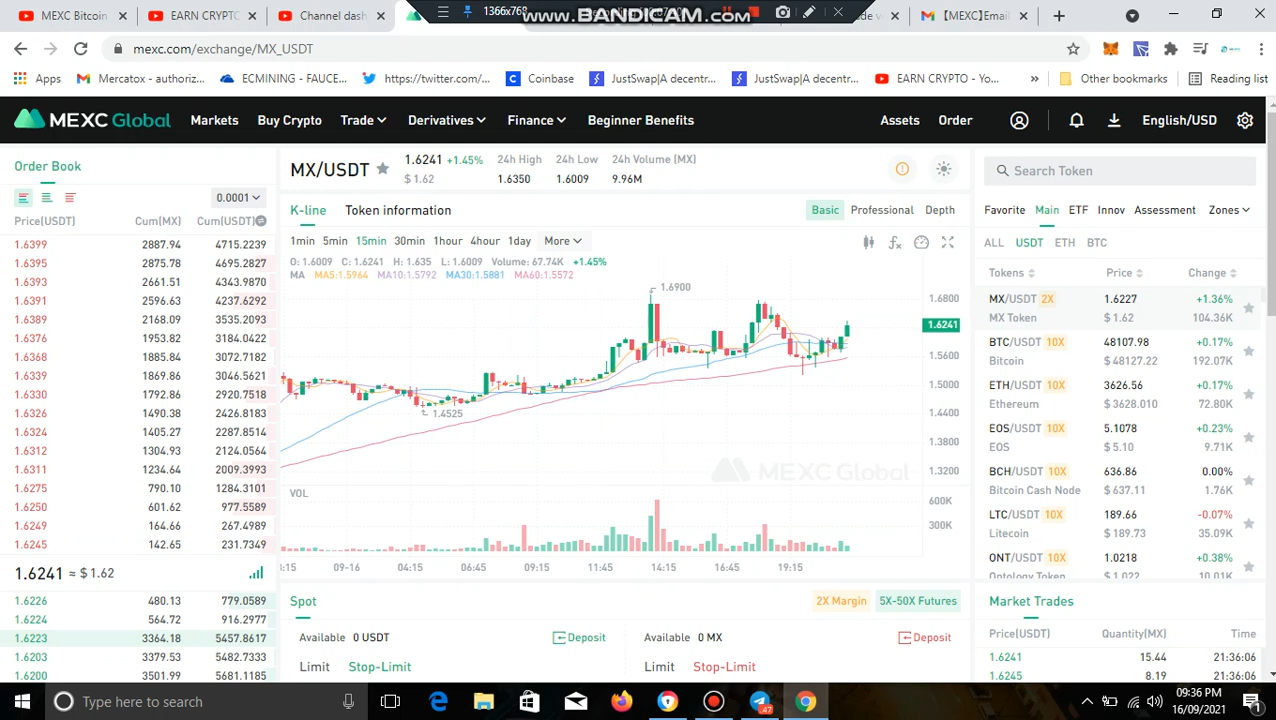 MEXC Bitcoin
EARN CRYPTO
Channel dash
1366x768
www.BANDICAM.com
【MEXC】Email
mexc.com/exchange/MX_USDT
Apps
Mercatox - authoriz...
ECMINING - FAUCE...
https://twitter.com/...
Coinbase
JustSwap|A decentr...
JustSwap|A decentr...
EARN CRYPTO - Yo...
Other bookmarks
Reading list
MEXC Global
Markets
Buy Crypto
Trade
Derivatives
Finance
Beginner Benefits
Assets
Order
English/USD
Order Book
0.0001
Price(USDT) Cum(MX) Cum(USDT)
1.6399 2887.94 4715.2239
1.6395 2875.78 4695.2827
1.6393 2661.51 4343.9870
1.6391 2596.63 4237.6292
1.6389 2168.09 3535.2093
1.6376 1953.82 3184.0422
1.6368 1885.84 3072.7182
1.6339 1869.86 3046.5621
1.6330 1792.86 2920.7518
1.6326 1490.38 2426.8183
1.6324 1405.27 2287.8514
1.6312 1304.93 2124.0564
1.6311 1234.64 2009.3993
1.6275 790.10 1284.3101
1.6250 601.62 977.5589
1.6249 164.66 267.4989
1.6245 142.65 231.7349
1.6241 ≈ $ 1.62
1.6226 480.13 779.0589
1.6224 564.72 916.2977
1.6223 3364.18 5457.8617
1.6203 3379.53 5482.7333
1.6200 3501.99 5681.1185
MX/USDT
1.6241 +1.45%
$ 1.62
24h High
1.6350
24h Low
1.6009
24h Volume (MX)
9.96M
K-line
Token information
Basic
Professional
Depth
1min 5min 15min 30min 1hour 4hour 1day More
O: 1.6009 C: 1.6241 H: 1.635 L: 1.6009 Volume: 67.74K +1.45%
MA MA5:1.5964 MA10:1.5792 MA30:1.5881 MA60:1.5572
1.6900
1.4525
1.6800
1.6241
1.5600
1.5000
1.4400
1.3800
1.3200
MEXC Global
VOL
600K
300K
:15 09-16 04:15 06:45 09:15 11:45 14:15 16:45 19:15
Spot
2X Margin
5X-50X Futures
Available 0 USDT
Deposit
Available 0 MX
Deposit
Limit
Stop-Limit
Limit
Stop-Limit
Search Token
Favorite Main ETF Innov Assessment Zones
ALL USDT ETH BTC
Tokens Price Change
MX/USDT 2X 1.6227 +1.36%
MX Token $ 1.62 104.36K
BTC/USDT 10X 48107.98 +0.17%
Bitcoin $ 48127.22 192.07K
ETH/USDT 10X 3626.56 +0.17%
Ethereum $ 3628.010 72.80K
EOS/USDT 10X 5.1078 +0.23%
EOS $ 5.10 9.71K
BCH/USDT 10X 636.86 0.00%
Bitcoin Cash Node $ 637.11 1.76K
LTC/USDT 10X 189.66 -0.07%
Litecoin $ 189.73 35.09K
ONT/USDT 10X 1.0218 +0.38%
Ontology Token $ 1.022 10.01K
Market Trades
Price(USDT) Quantity(MX) Time
1.6241 15.44 21:36:06
1.6245 8.19 21:36:06
Type here to search
47
09:36 PM
16/09/2021
1